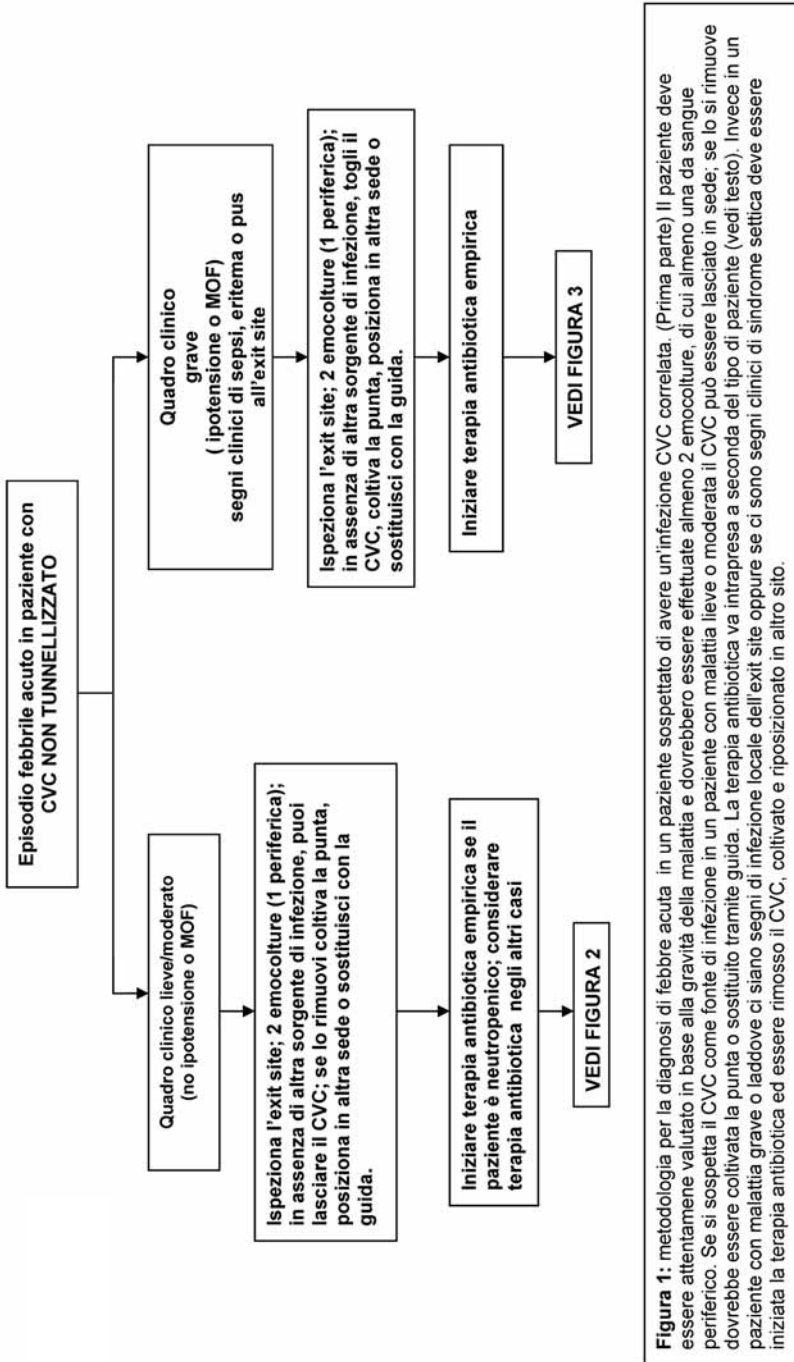 Episodio febbrile acuto in paziente con
CVC NON TUNNELLIZZATO
Quadro clinico lieve/moderato
(no ipotensione o MOF)
Ispeziona l'exit site; 2 emocolture (1 periferica);
in assenza di altra sorgente di infezione, puoi
lasciare il CVC; se lo rimuovi coltiva la punta,
posiziona in altra sede o sostituisci con la
guida.
Iniziare terapia antibiotica empirica se il
paziente è neutropenico; considerare
terapia antibiotica negli altri casi
VEDI FIGURA 2
Quadro clinico
grave
( ipotensione o MOF)
segni clinici di sepsi, eritema o pus
all'exit site
Ispeziona l'exit site; 2 emocolture (1 periferica);
in assenza di altra sorgente di infezione, togli il
CVC, coltiva la punta, posiziona in altra sede o
sostituisci con la guida.
Iniziare terapia antibiotica empirica
VEDI FIGURA 3
Figura 1: metodologia per la diagnosi di febbre acuta in un paziente sospettato di avere un'infezione CVC correlata. (Prima parte) Il paziente deve
essere attentamene valutato in base alla gravità della malattia e dovrebbero essere effettuate almeno 2 emocolture, di cui almeno una da sangue
periferico. Se si sospetta il CVC come fonte di infezione in un paziente con malattia lieve o moderata il CVC può essere lasciato in sede; se lo si rimuove
dovrebbe essere coltivata la punta o sostituito tramite guida. La terapia antibiotica va intrapresa a seconda del tipo di paziente (vedi testo). Invece in un
paziente con malattia grave o laddove ci siano segni di infezione locale dell'exit site oppure se ci sono segni clinici di sindrome settica deve essere
iniziata la terapia antibiotica ed essere rimosso il CVC, coltivato e riposizionato in altro sito.